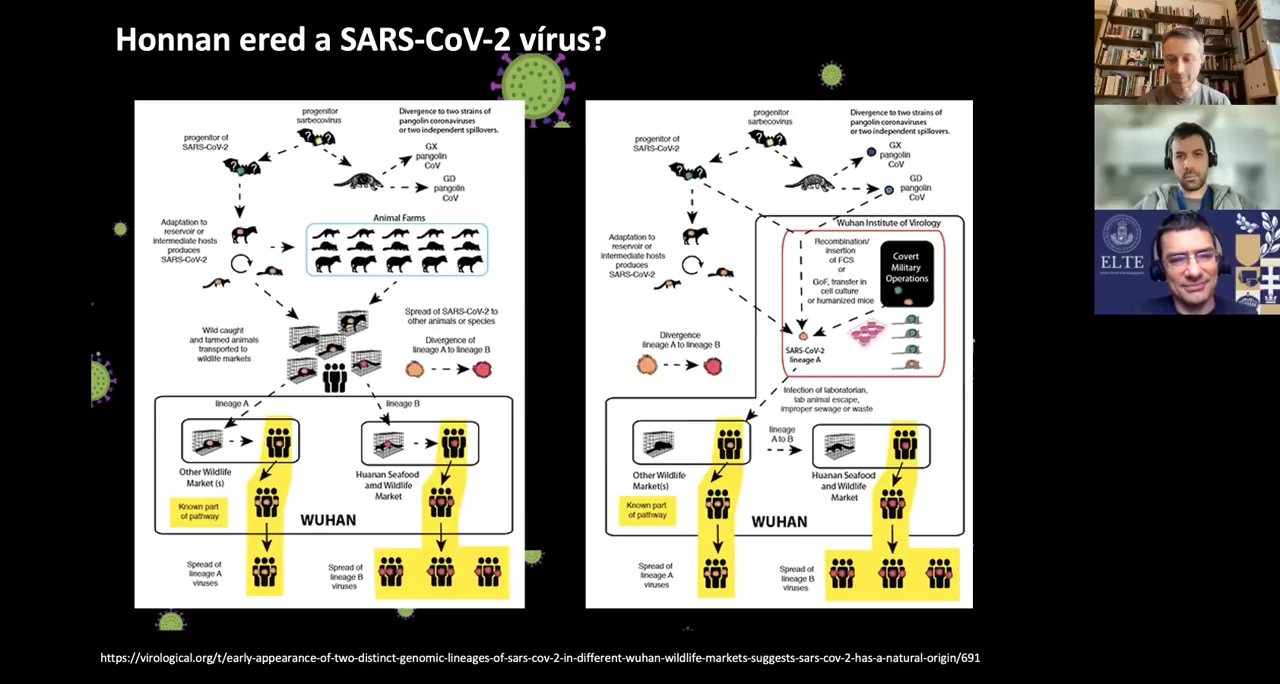 Honnan ered a SARS-CoV-2 vírus?
progenitor
sarbecovirus
Divergence to two strains of
pangolin coronaviruses
or two independent spillovers.
progenitor of
SARS-CoV-2
? ?
? ?
GX
pangolin
CoV
GD
pangolin
CoV
Adaptation to
reservoir or
intermediate hosts
produces
SARS-CoV-2
Animal Farms
Wild caught
and farmed animals
transported to
wildlife markets
Spread of SARS-CoV-2 to
other animals or species
Divergence of
lineage A to lineage B
lineage A
lineage B
Other Wildlife
Market (s)
Huanan Seafood
amd Wildlife
Market
Known part
of pathway
WUHAN
Spread of
lineage A
viruses
Spread of
lineage B
viruses
progenitor
sarbecovirus
Divergence to two strains of
pangolin coronaviruses
or two independent spillovers.
progenitor of
SARS-CoV-2
? ?
? ?
GX
pangolin
CoV
GD
pangolin
CoV
Adaptation to
reservoir or
intermediate hosts
produces
SARS-CoV-2
Wuhan Institute of Virology
Recombination/
insertion
of FCS
or
GoF, transfer in
cell culture
or humanized mice
Covert
Military
Operations
SARS-CoV-2
lineage A
Divergence
lineage A to lineage B
Infection of laboratorian,
lab animal escape,
improper sewage or waste
lineage
A to B
Other Wildlife
Market(s)
Huanan Seafood
and Wildlife
Market
Known part
of pathway
WUHAN
Spread of
lineage A
viruses
Spread of
lineage B
viruses
https://virological.org/t/early-appearance-of-two-distinct-genomic-lineages-of-sars-cov-2-in-different-wuhan-wildlife-markets-suggests-sars-cov-2-has-a-natural-origin/691
ELTE